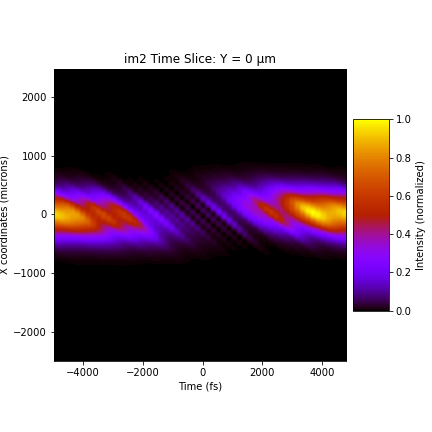 im2 Time Slice: Y = 0 μm
2000
1000
0
−1000
−2000
X coordinates (microns)
−4000 −2000 0 2000 4000
Time (fs)
1.0
0.8
0.6
0.4
0.2
0.0
Intensity (normalized)